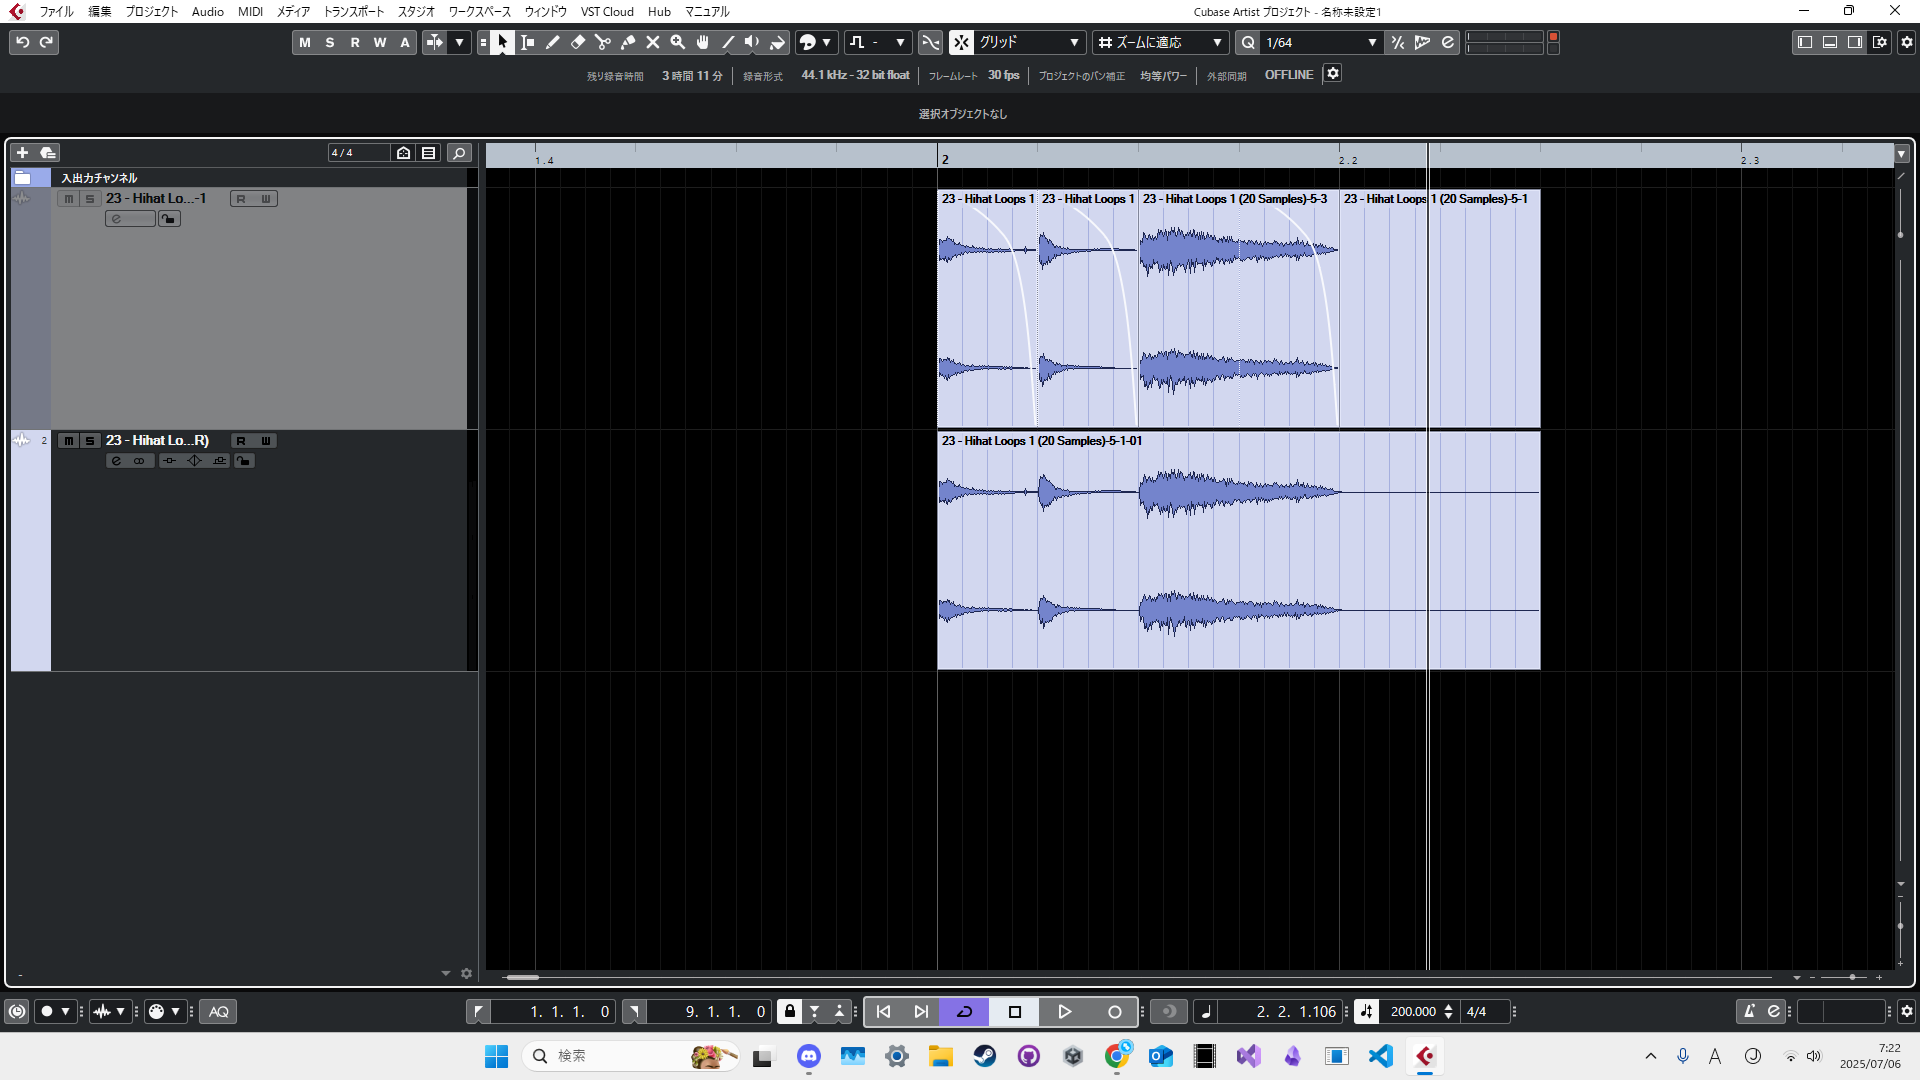 ファイル 編集 プロジェクト Audio MIDI メディア トランスポート スタジオ ワークスペース ウィンドウ VST Cloud Hub マニュアル Cubase Artist プロジェクト - 名称未設定1
M S R W A - グリッド ズームに適応 Q 1/64
残り録音時間 3 時間 11 分 録音形式 44.1 kHz - 32 bit float フレームレート 30 fps プロジェクトのパン補正 均等パワー 外部同期 OFFLINE
選択オブジェクトなし
4 / 4
1.4 2 2.2 2.3
入出力チャンネル
m S 23 - Hihat Lo...-1 R W
e
23 - Hihat Loops 1 23 - Hihat Loops 1 23 - Hihat Loops 1 (20 Samples)-5-3 23 - Hihat Loops 1 (20 Samples)-5-1
2 m S 23 - Hihat Lo...R) R W
e
23 - Hihat Loops 1 (20 Samples)-5-1-01
-
AQ 1. 1. 1. 0 9. 1. 1. 0 2. 2. 1.106 200.000 4/4
検索
A
7:22
2025/07/06